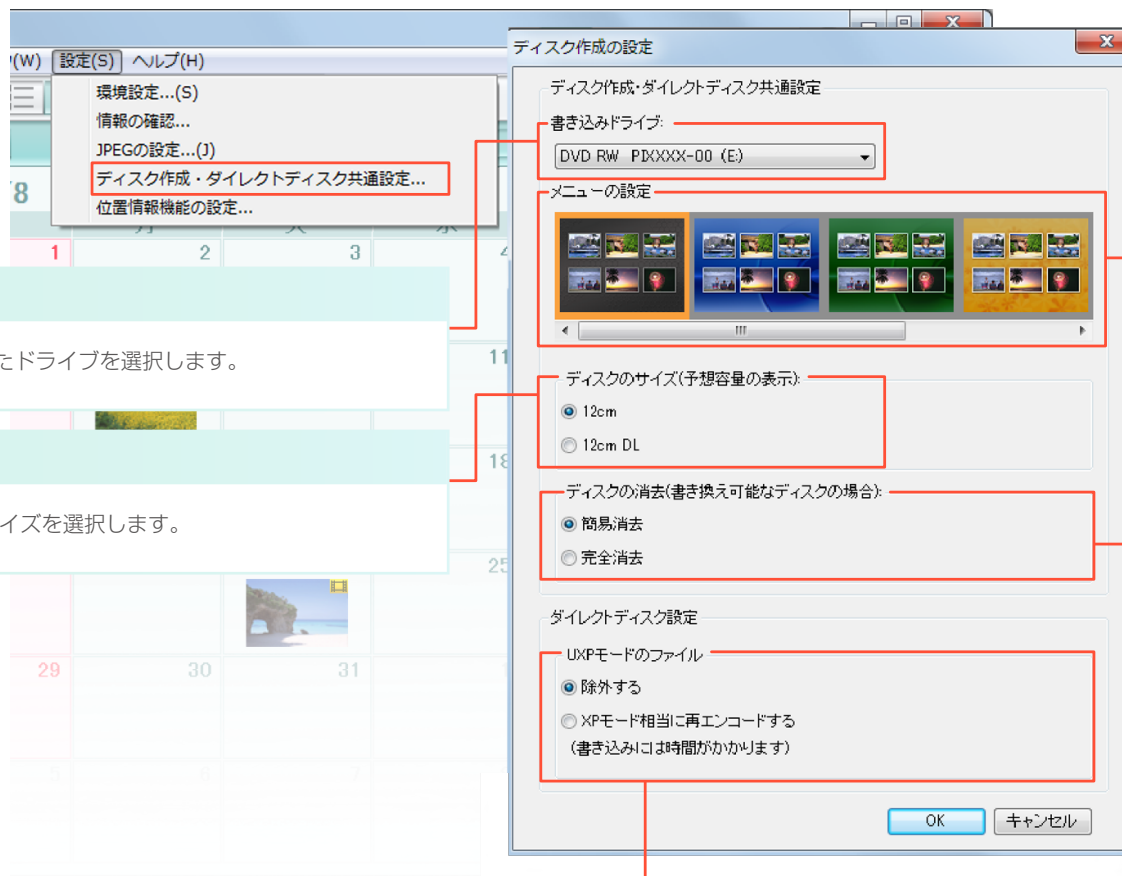 (W) 設定(S) ヘルプ(H)
環境設定...(S)
情報の確認...
JPEGの設定...(J)
ディスク作成・ダイレクトディスク共通設定...
位置情報機能の設定...
8
1 2 3 4
たドライブを選択します。
11
18
イズを選択します。
25
29 30 31
5 6 7
ディスク作成の設定
ディスク作成・ダイレクトディスク共通設定
書き込みドライブ:
DVD RW PIXXXX-00 (E:)
メニューの設定
ディスクのサイズ(予想容量の表示):
12cm
12cm DL
ディスクの消去(書き換え可能なディスクの場合):
簡易消去
完全消去
ダイレクトディスク設定
UXPモードのファイル
除外する
XPモード相当に再エンコードする
(書き込みには時間がかかります)
OK キャンセル